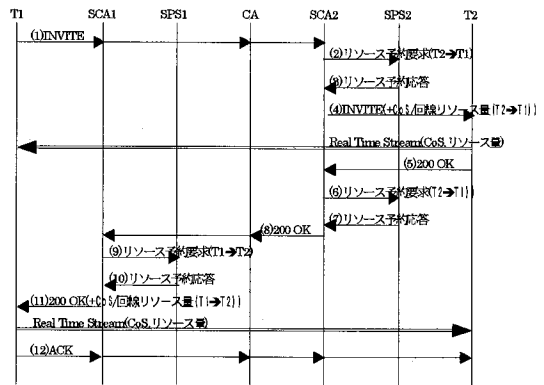 T1 SCA1 SPS1 CA SCA2 SPS2 T2
(1)INVITE
(2)リソース予約要求(T2→T1)
(3)リソース予約応答
(4)INVITE(+CoS/回線リソース量(T2→T1))
Real Time Stream(CoS,リソース量)
(5)200 OK
(6)リソース予約要求(T2→T1))
(7)リソース予約応答
(8)200 OK
(9)リソース予約要求(T1→T2)
(10)リソース予約応答
(11)200 OK(+CoS/回線リソース量(T1→T2))
Real Time Stream(CoS,リソース量)
(12)ACK